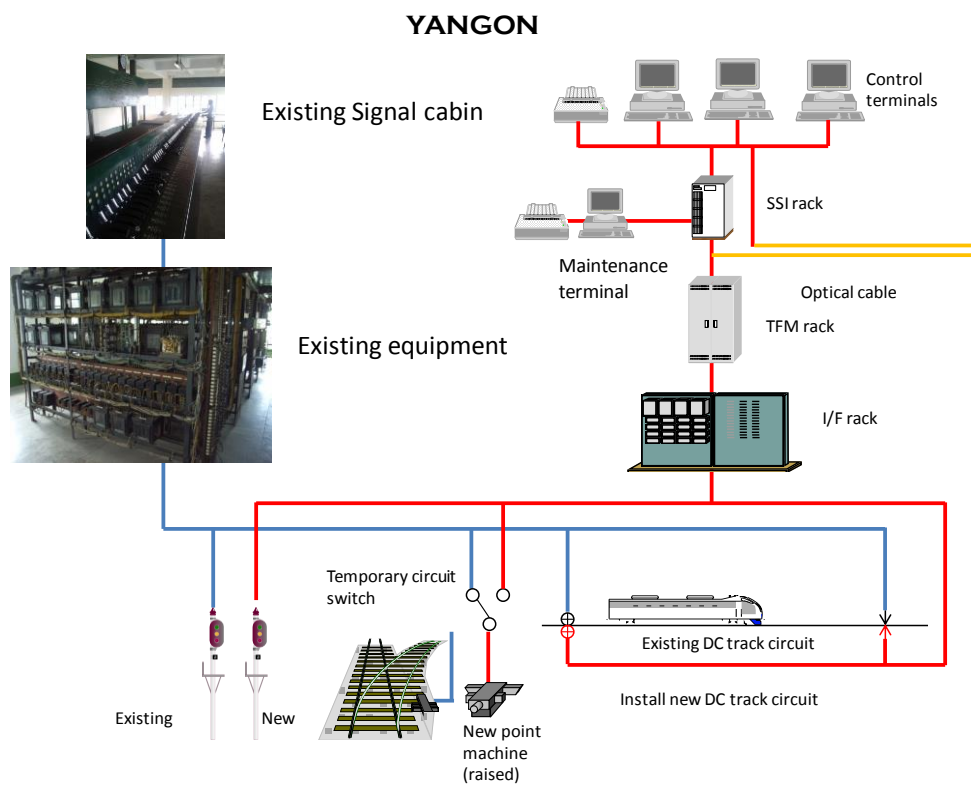 YANGON
Existing Signal cabin
Control
terminals
SSI rack
Maintenance
terminal
Optical cable
TFM rack
Existing equipment
I/F rack
Temporary circuit
switch
Existing DC track circuit
Install new DC track circuit
Existing
New
New point
machine
(raised)